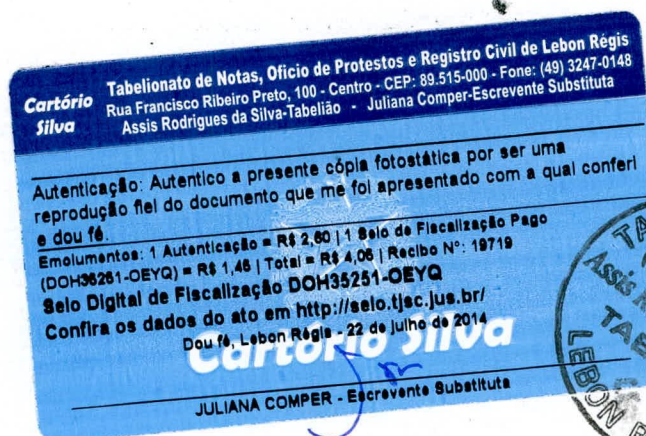 Cartório Silva
Tabelionato de Notas, Ofício de Protestos e Registro Civil de Lebon Régis
Rua Francisco Ribeiro Preto, 100 - Centro - CEP: 89.515-000 - Fone: (49) 3247-0148
Assis Rodrigues da Silva-Tabelião - Juliana Comper-Escrevente Substituta
Autenticação: Autentico a presente cópia fotostática por ser uma
reprodução fiel do documento que me foi apresentado com a qual conferi
e dou fé.
Emolumentos: 1 Autenticação = R$ 2,60 | 1 Selo de Fiscalização Pago
(DOH35251-OEYQ) = R$ 1,45 | Total = R$ 4,05 | Recibo Nº: 19719
Selo Digital de Fiscalização DOH35251-OEYQ
Confira os dados do ato em http://selo.tjsc.jus.br/
Dou fé, Lebon Régis - 22 de julho de 2014
Cartório Silva
JULIANA COMPER - Escrevente Substituta
TA
Assis
TABE
LEBON R